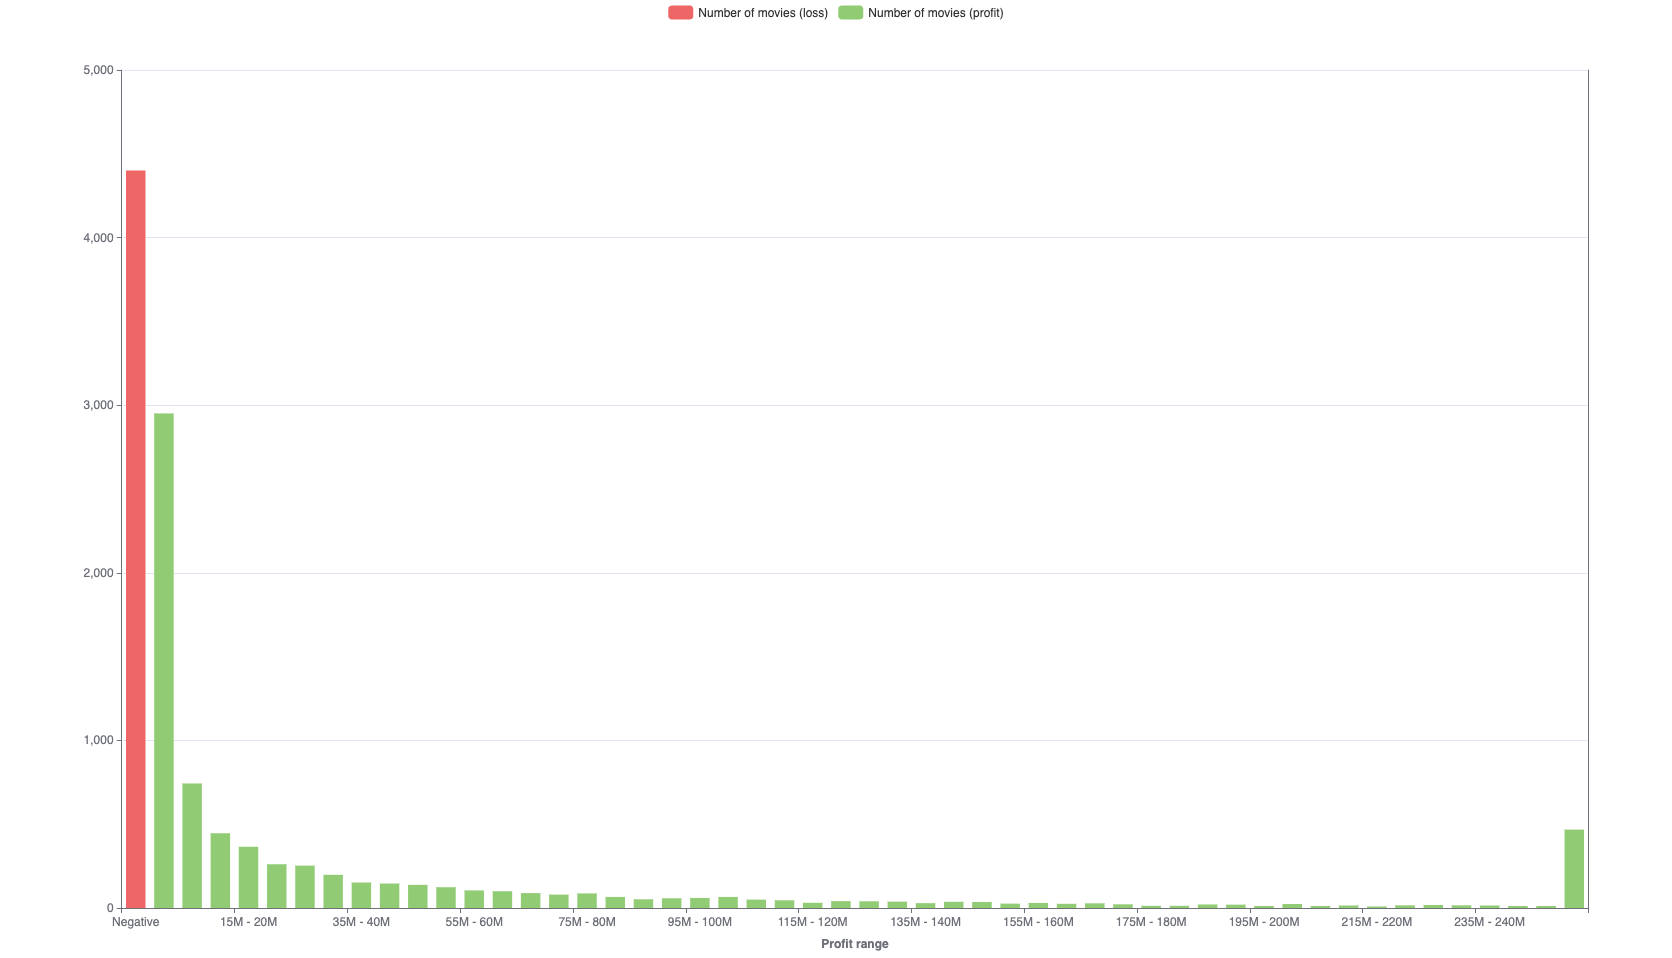 Number of movies (loss) Number of movies (profit)
5,000
4,000
3,000
2,000
1,000
0
Negative 15M - 20M 35M - 40M 55M - 60M 75M - 80M 95M - 100M 115M - 120M 135M - 140M 155M - 160M 175M - 180M 195M - 200M 215M - 220M 235M - 240M
Profit range